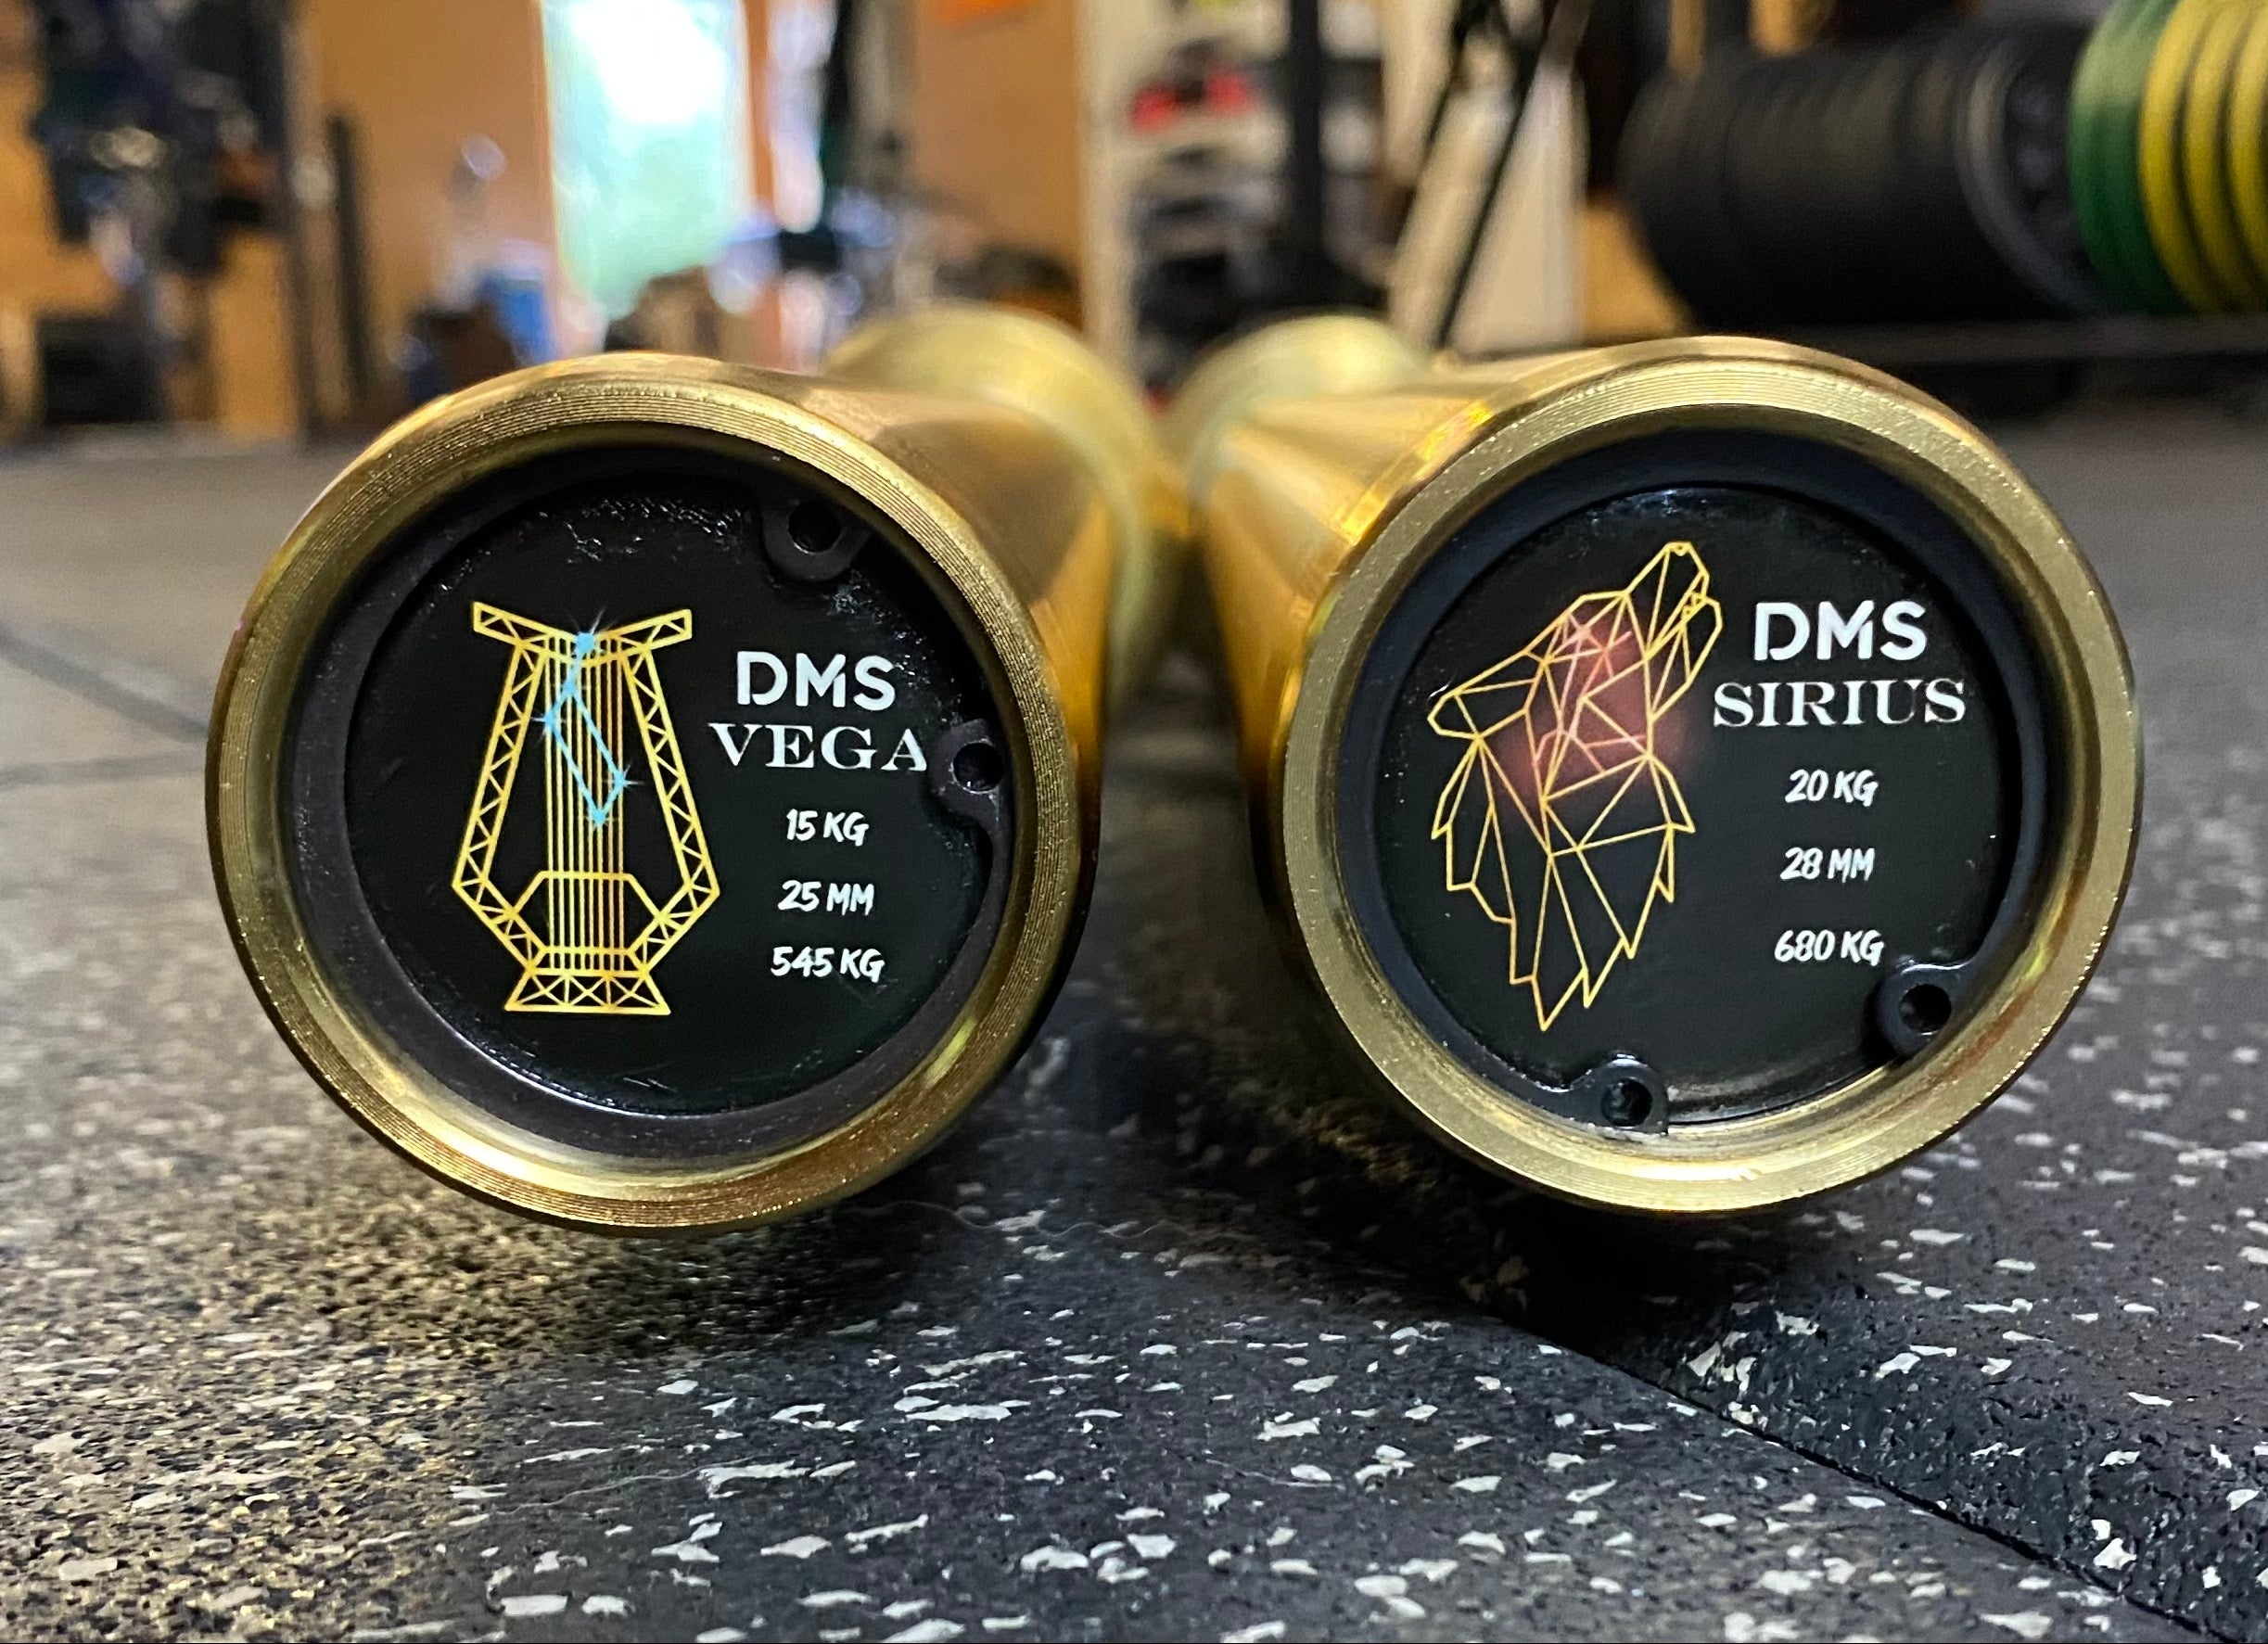 DMS
VEGA
15 KG
25 MM
545 KG
DMS
SIRIUS
20 KG
28 MM
680 KG